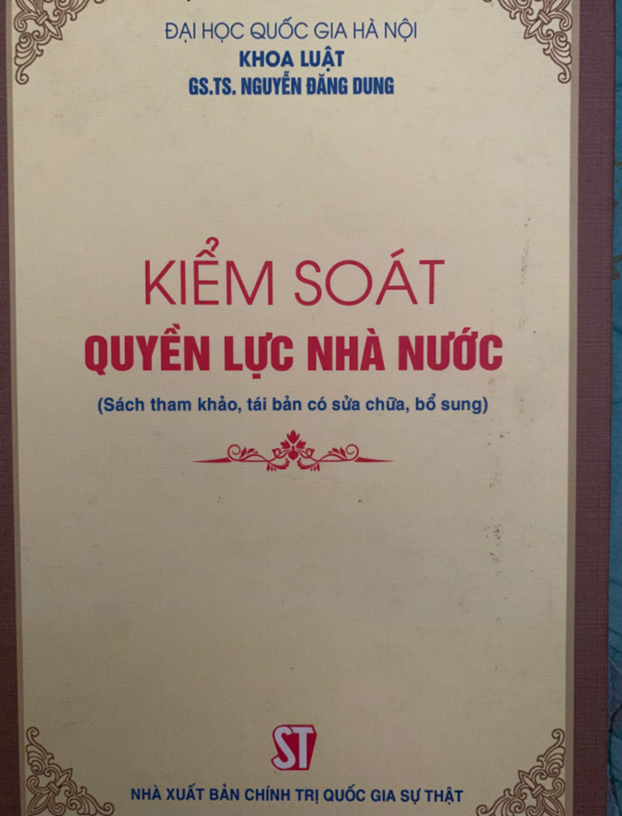 ĐẠI HỌC QUỐC GIA HÀ NỘI
KHOA LUẬT
GS.TS. NGUYỄN ĐĂNG DUNG
KIỂM SOÁT
QUYỀN LỰC NHÀ NƯỚC
(Sách tham khảo, tái bản có sửa chữa, bổ sung)
ST
NHÀ XUẤT BẢN CHÍNH TRỊ QUỐC GIA SỰ THẬT